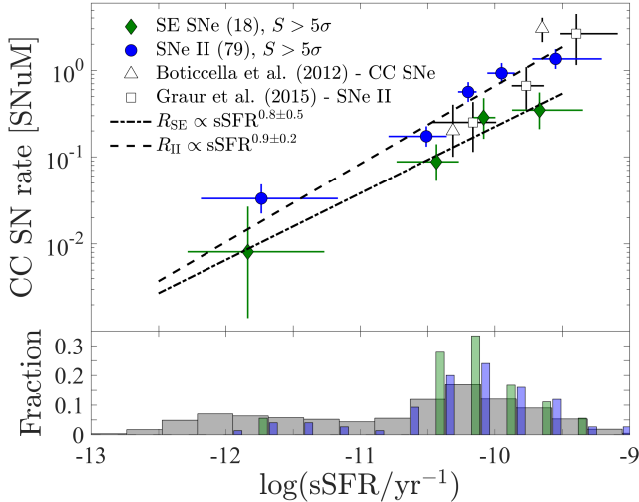 SE SNe (18), S > 5σ
SNe II (79), S > 5σ
Boticcella et al. (2012) - CC SNe
Graur et al. (2015) - SNe II
R_SE ∝ sSFR^0.8±0.5
R_II ∝ sSFR^0.9±0.2
CC SN rate [SNuM]
10^0
10^-1
10^-2
Fraction
0.3
0.2
0.1
0
-13
-12
-11
-10
-9
log(sSFR/yr^-1)